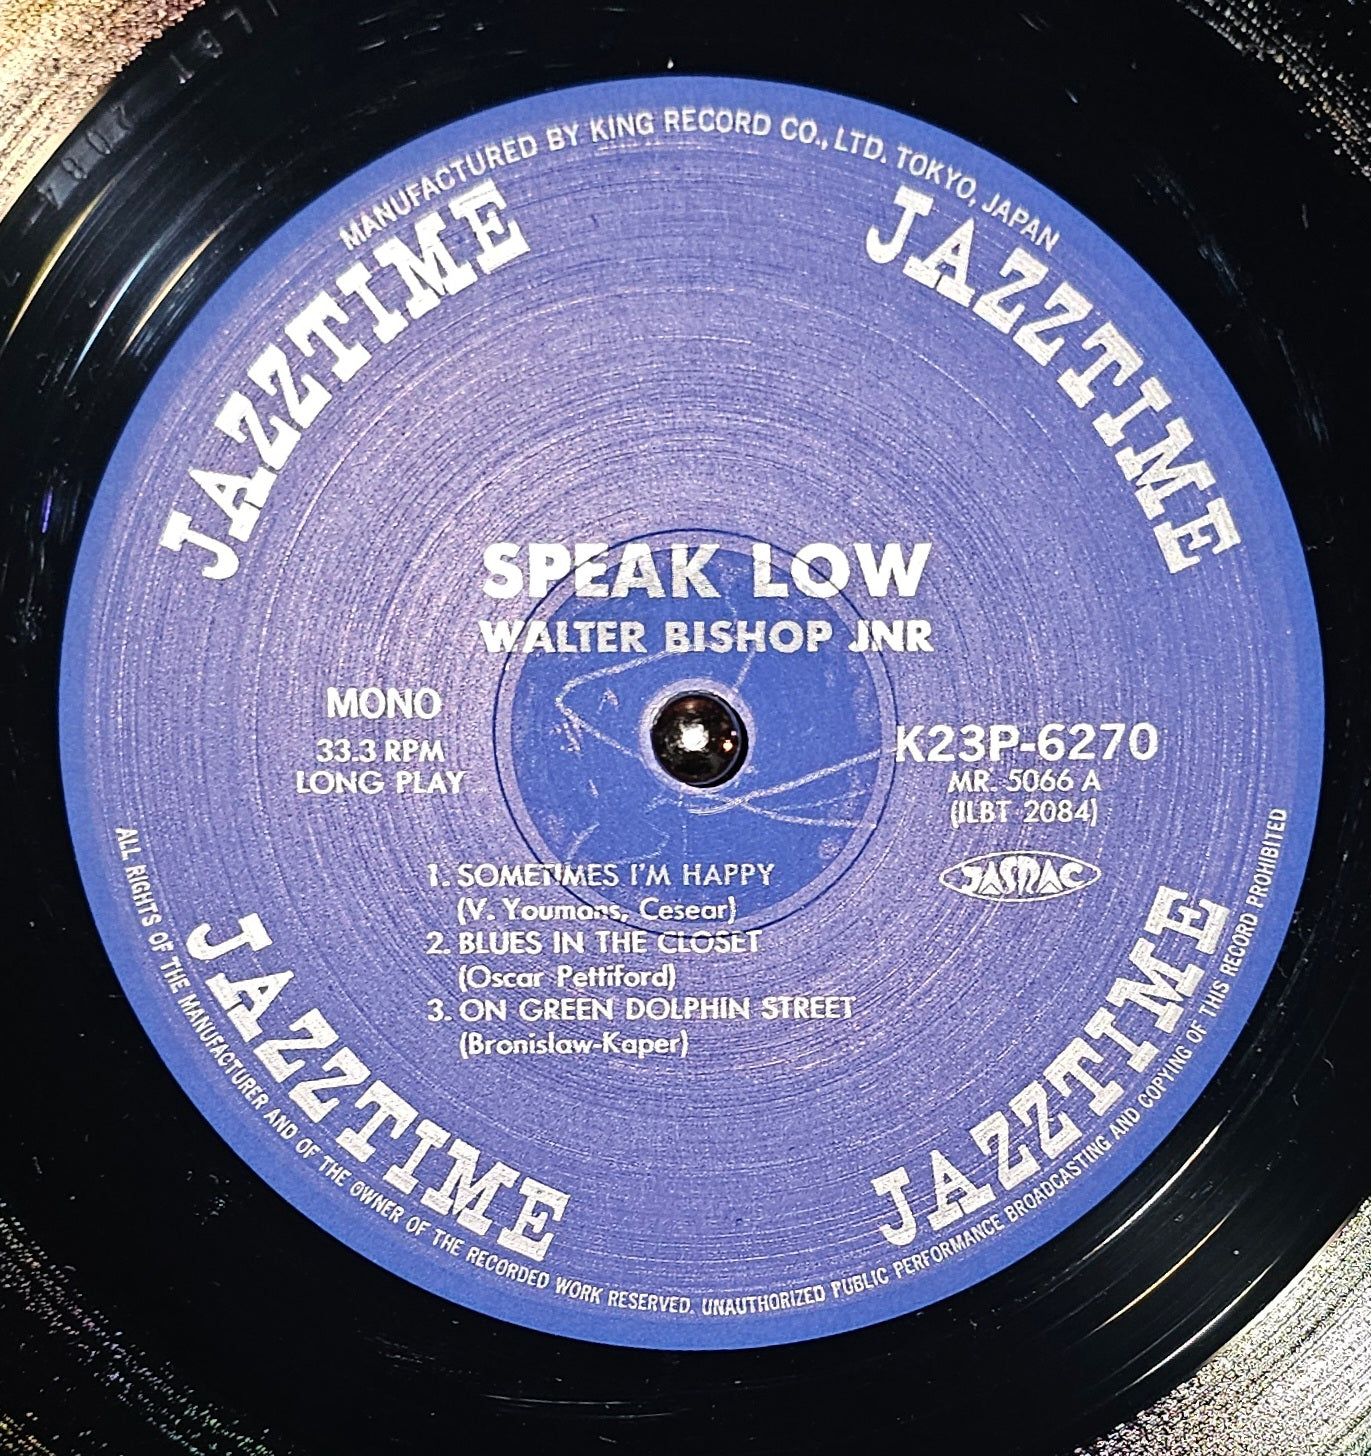 MANUFACTURED BY KING RECORD CO., LTD. TOKYO, JAPAN
JAZZTIME
JAZZTIME
SPEAK LOW
WALTER BISHOP JNR
MONO
33.3 RPM
LONG PLAY
K23P-6270
MR. 5066 A
(ILBT 2084)
JASRAC
1. SOMETIMES I'M HAPPY
(V. Youmans, Cesear)
2. BLUES IN THE CLOSET
(Oscar Pettiford)
3. ON GREEN DOLPHIN STREET
(Bronislaw-Kaper)
JAZZTIME
JAZZTIME
ALL RIGHTS OF THE MANUFACTURER AND OF THE OWNER OF THE RECORDED WORK RESERVED. UNAUTHORIZED PUBLIC PERFORMANCE BROADCASTING AND COPYING OF THIS RECORD PROHIBITED